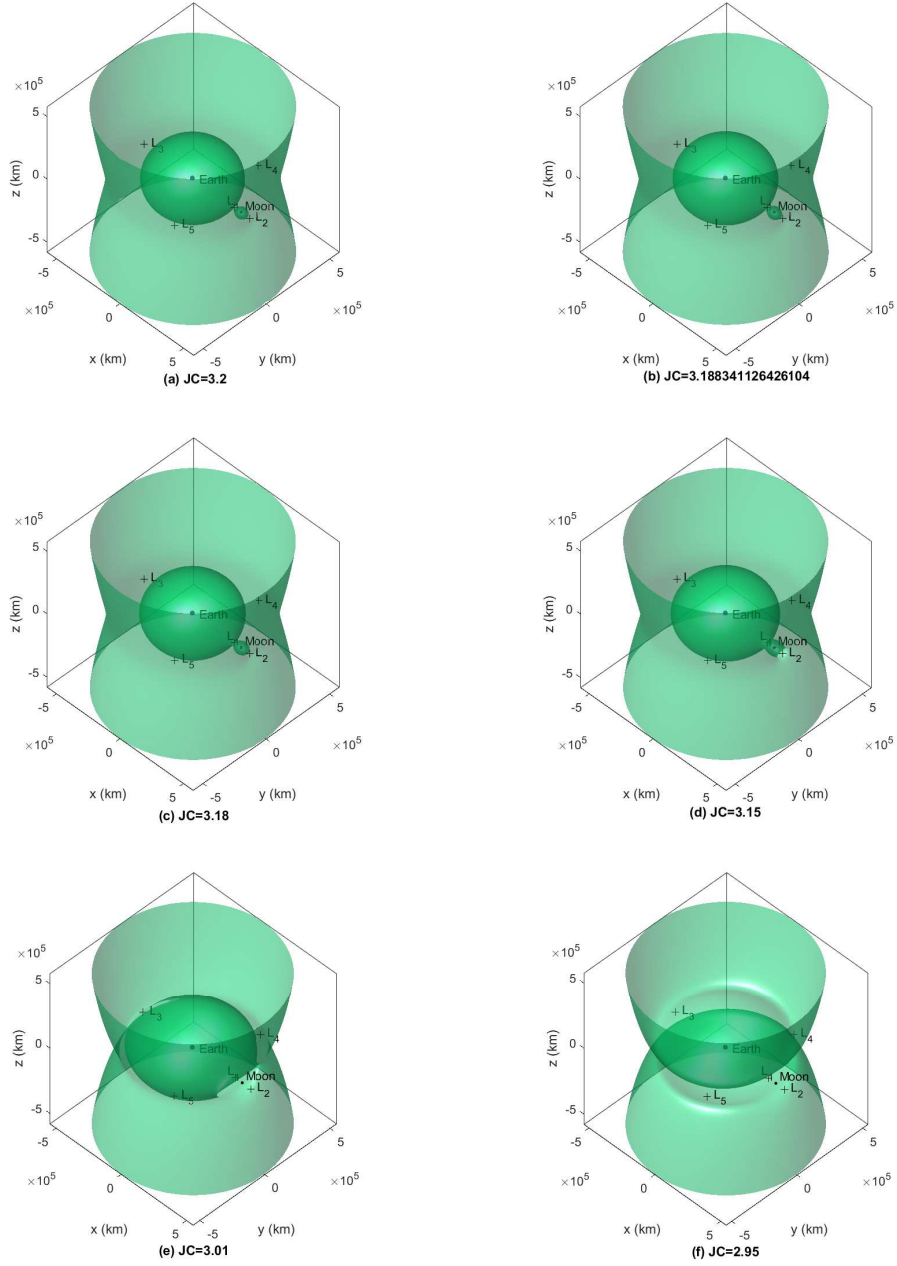 ×10⁵
5
0
-5
z (km)
L₃
Earth
L₄
L₁
Moon
L₂
L₅
-5
0
5
×10⁵
x (km)
-5
0
5
×10⁵
y (km)
(a) JC=3.2
×10⁵
5
0
-5
z (km)
L₃
Earth
L₄
L
Moon
L₂
L₅
-5
0
5
×10⁵
x (km)
-5
0
5
×10⁵
y (km)
(b) JC=3.188341126426104
×10⁵
5
0
-5
z (km)
L₃
Earth
L₄
L₁
Moon
L₂
L₅
-5
0
5
×10⁵
x (km)
-5
0
5
×10⁵
y (km)
(c) JC=3.18
×10⁵
5
0
-5
z (km)
L₃
Earth
L₄
L₁
Moon
L₂
L₅
-5
0
5
×10⁵
x (km)
-5
0
5
×10⁵
y (km)
(d) JC=3.15
×10⁵
5
0
-5
z (km)
L₃
Earth
L₄
L₁
Moon
L₂
L₅
-5
0
5
×10⁵
x (km)
-5
0
5
×10⁵
y (km)
(e) JC=3.01
×10⁵
5
0
-5
z (km)
L₃
Earth
L₄
L₁
Moon
L₂
L₅
-5
0
5
×10⁵
x (km)
-5
0
5
×10⁵
y (km)
(f) JC=2.95